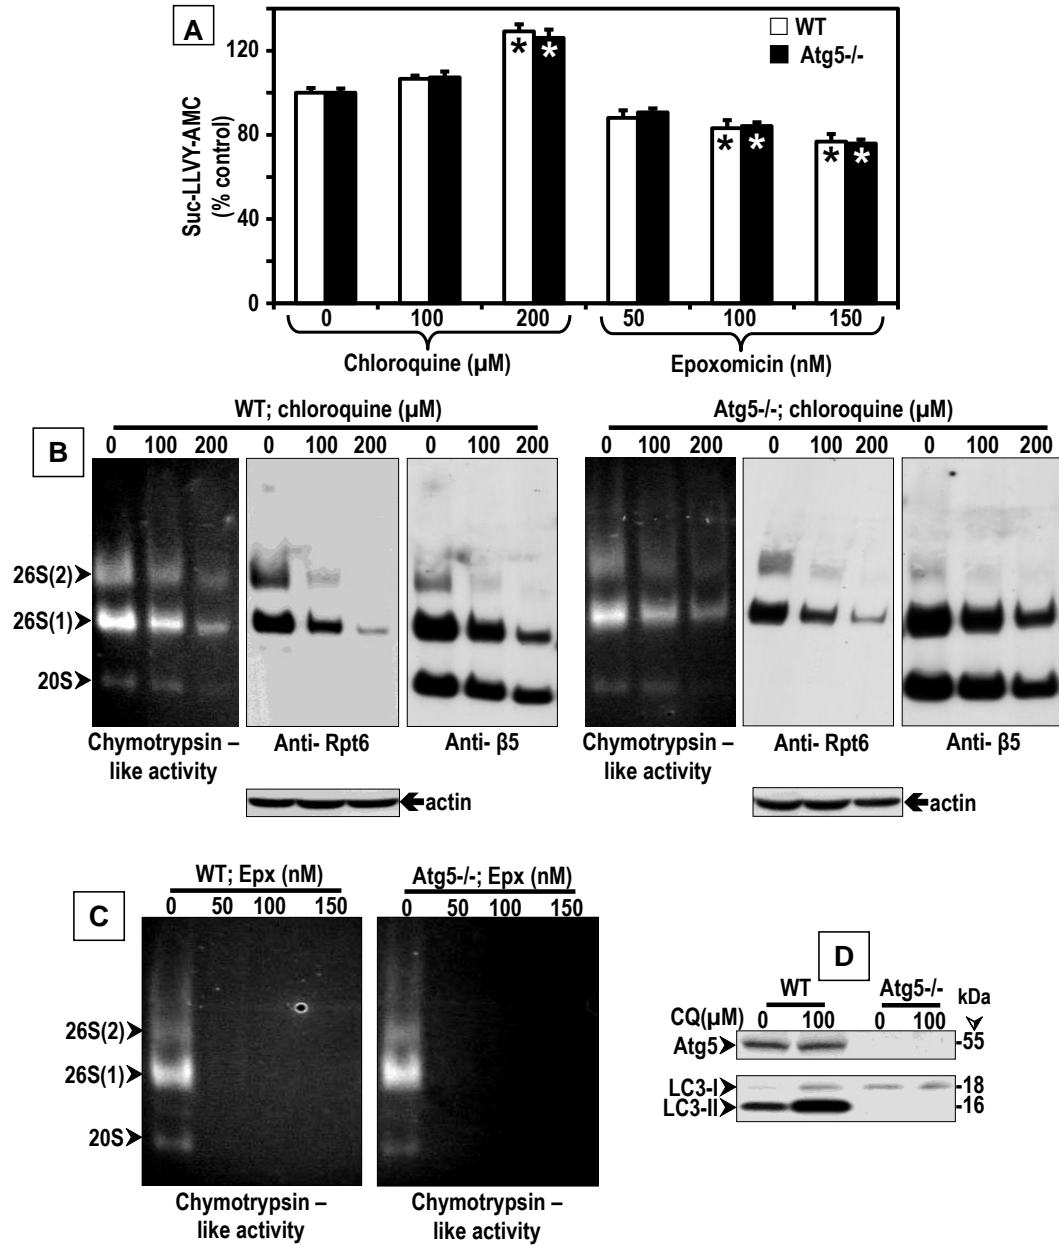 A
Suc-LLVY-AMC
(% control)
120
80
40
0
WT
Atg5-/-
* * * * * *
0 100 200 50 100 150
Chloroquine (µM) Epoxomicin (nM)
B
WT; chloroquine (µM)
0 100 200 0 100 200 0 100 200
Atg5-/-; chloroquine (µM)
0 100 200 0 100 200 0 100 200
26S(2)
26S(1)
20S
Chymotrypsin –
like activity
Anti- Rpt6
Anti- β5
Chymotrypsin –
like activity
Anti- Rpt6
Anti- β5
actin
actin
C
WT; Epx (nM)
0 50 100 150
Atg5-/-; Epx (nM)
0 50 100 150
26S(2)
26S(1)
20S
Chymotrypsin –
like activity
Chymotrypsin –
like activity
D
WT Atg5-/- kDa
CQ(µM) 0 100 0 100
Atg5 -55
LC3-I -18
LC3-II -16